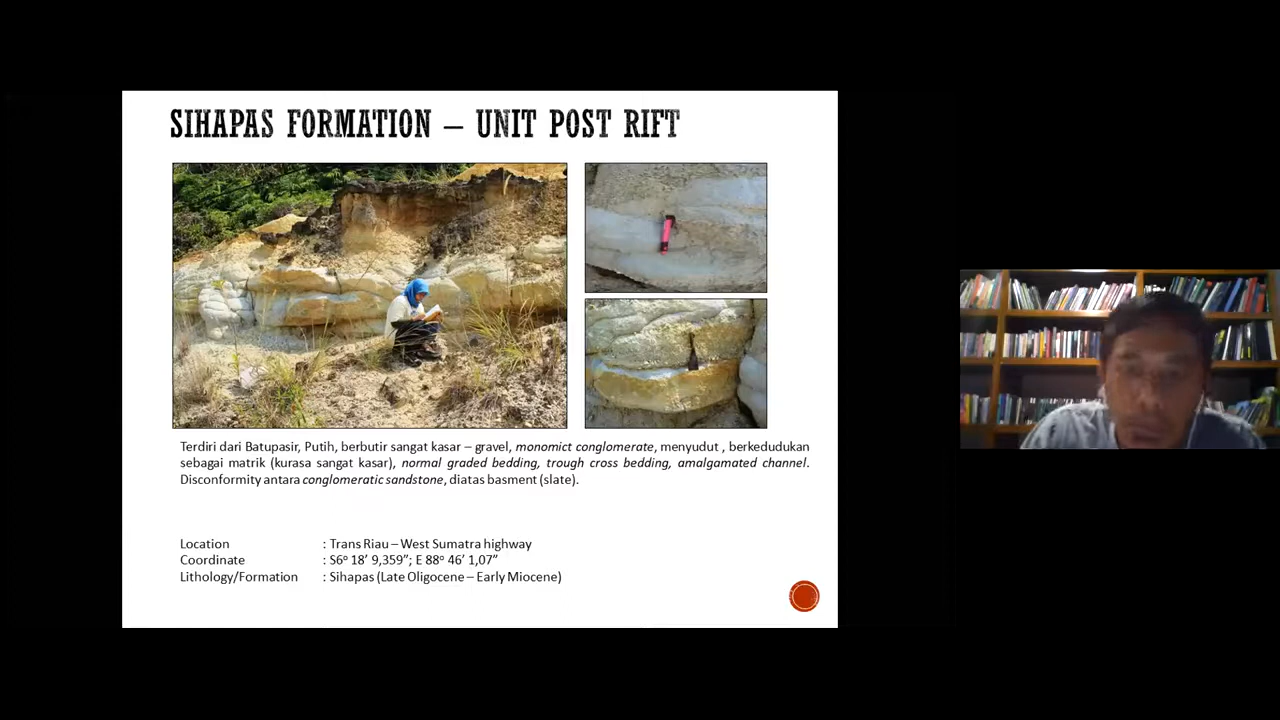 SIHAPAS FORMATION – UNIT POST RIFT
Terdiri dari Batupasir, Putih, berbutir sangat kasar – gravel, monomict conglomerate, menyudut , berkedudukan
sebagai matrik (kurasa sangat kasar), normal graded bedding, trough cross bedding, amalgamated channel.
Disconformity antara conglomeratic sandstone, diatas basment (slate).
Location : Trans Riau – West Sumatra highway
Coordinate : S6º 18’ 9,359”; E 88º 46’ 1,07”
Lithology/Formation : Sihapas (Late Oligocene – Early Miocene)